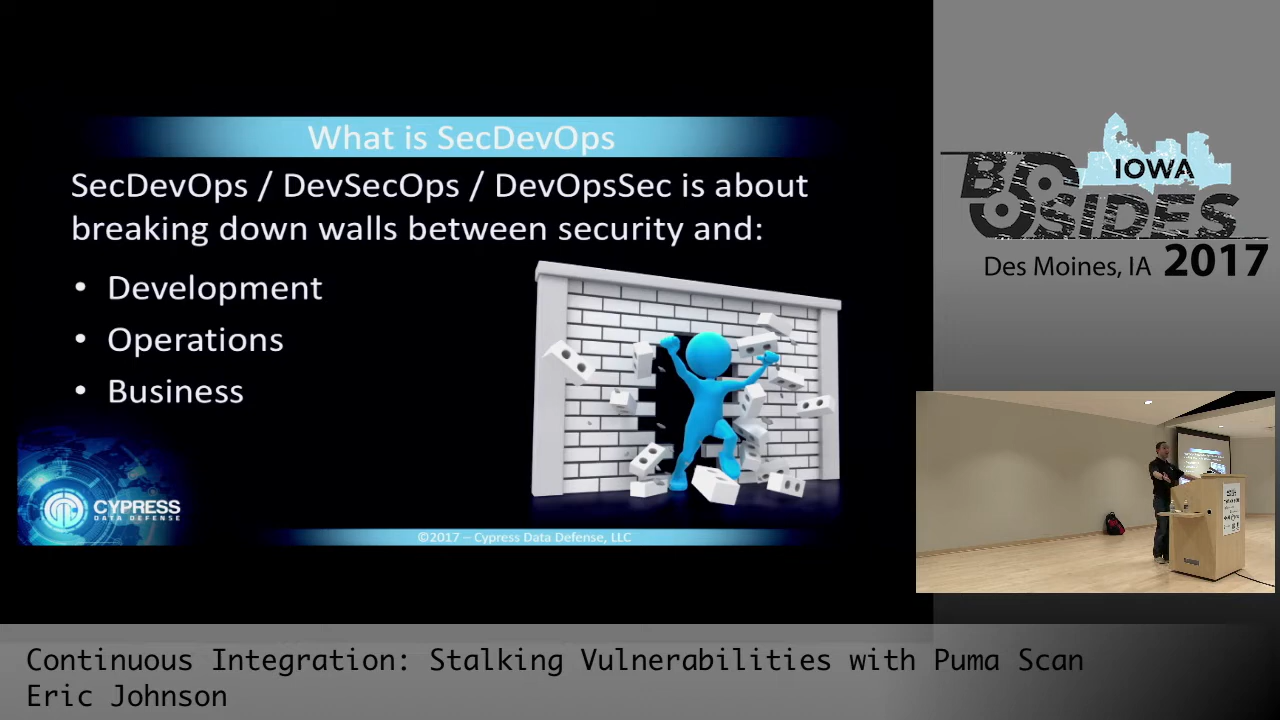 What is SecDevOps
SecDevOps / DevSecOps / DevOpsSec is about
breaking down walls between security and:
• Development
• Operations
• Business
CYPRESS
DATA DEFENSE
©2017 – Cypress Data Defense, LLC
IOWA
BSIDES
Des Moines, IA 2017
Continuous Integration: Stalking Vulnerabilities with Puma Scan
Eric Johnson